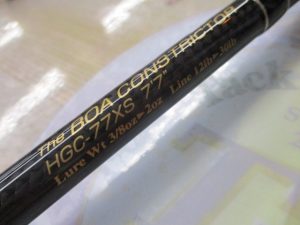 The BOA CONSTRICTOR
HGC-77XS 7'7"
Lure Wt 3/8oz▸2oz Line 12lb▸30lb